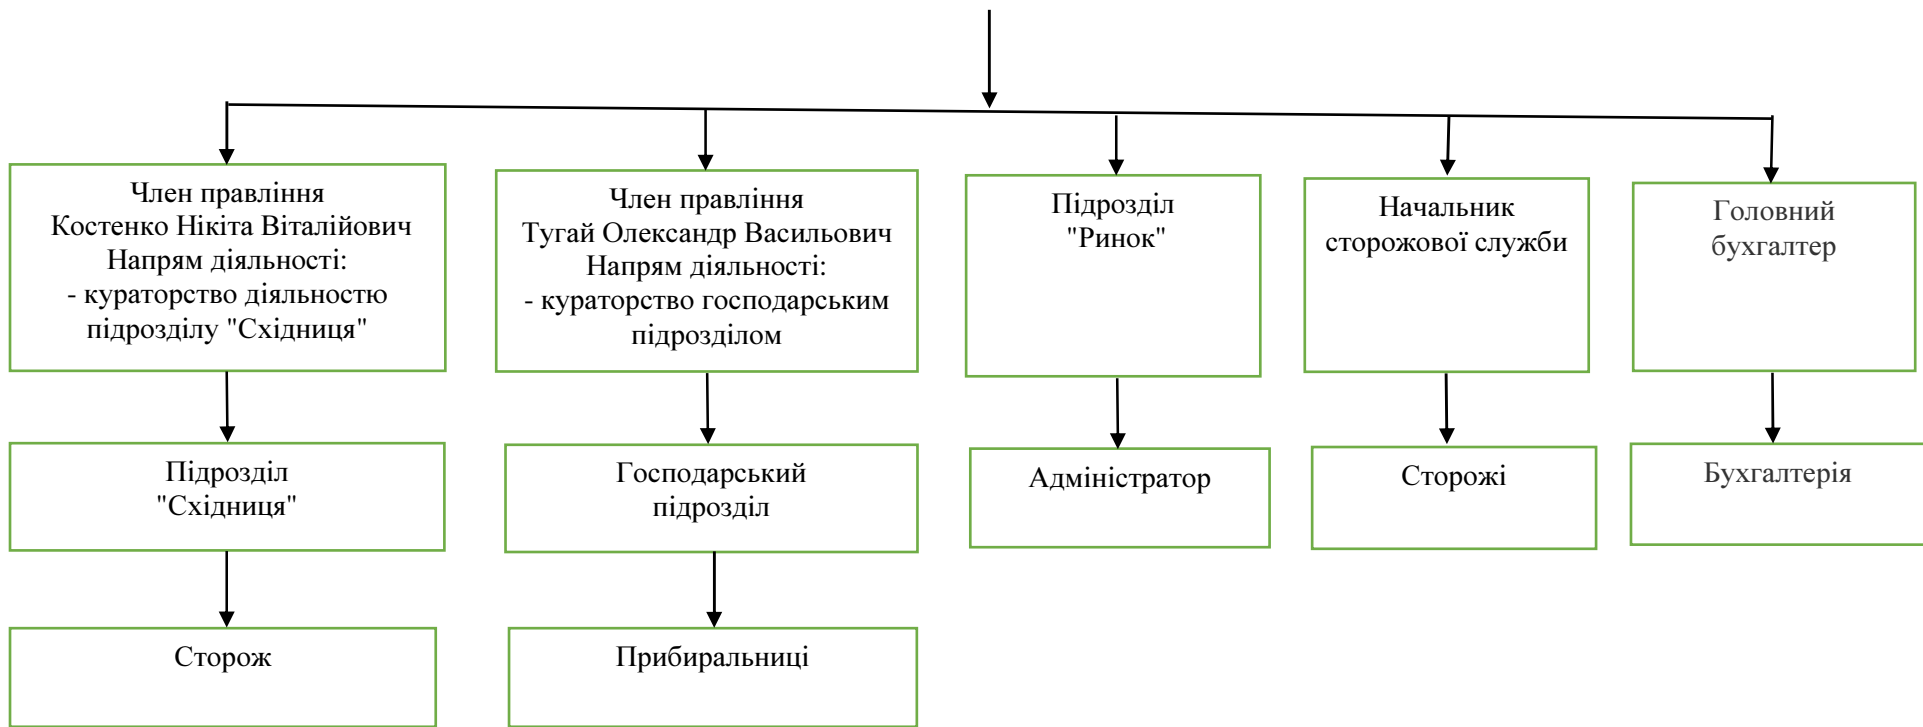 Член правління
Костенко Нікіта Віталійович
Напрям діяльності:
- кураторство діяльностю
підрозділу "Східниця"
Член правління
Тугай Олександр Васильович
Напрям діяльності:
- кураторство господарським
підрозділом
Підрозділ
"Ринок"
Начальник
сторожової служби
Головний
бухгалтер
Підрозділ
"Східниця"
Господарський
підрозділ
Адміністратор
Сторожі
Бухгалтерія
Сторож
Прибиральниці